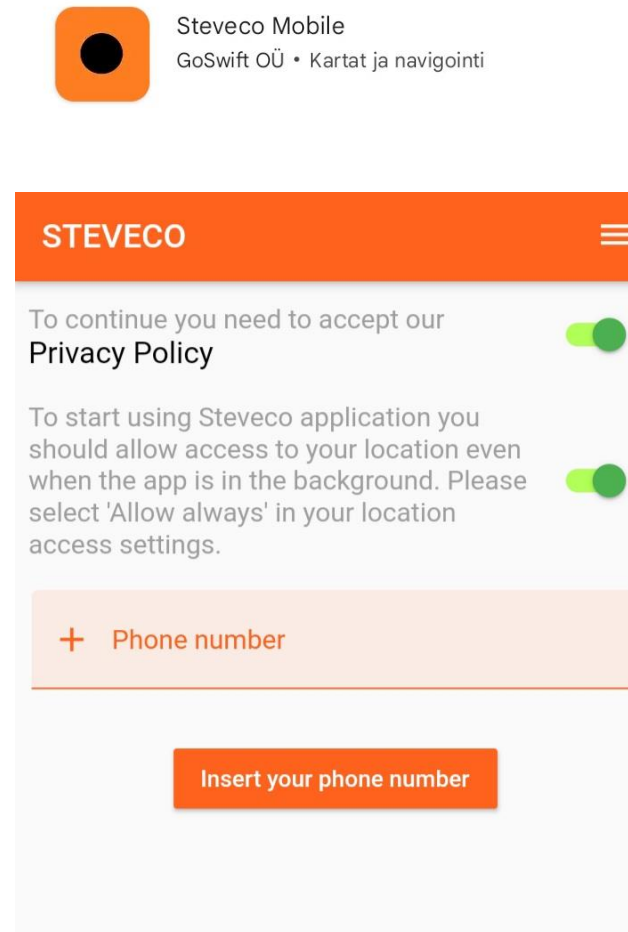 Steveco Mobile
GoSwift OÜ • Kartat ja navigointi
STEVECO
To continue you need to accept our
Privacy Policy
To start using Steveco application you
should allow access to your location even
when the app is in the background. Please
select 'Allow always' in your location
access settings.
+ Phone number
Insert your phone number